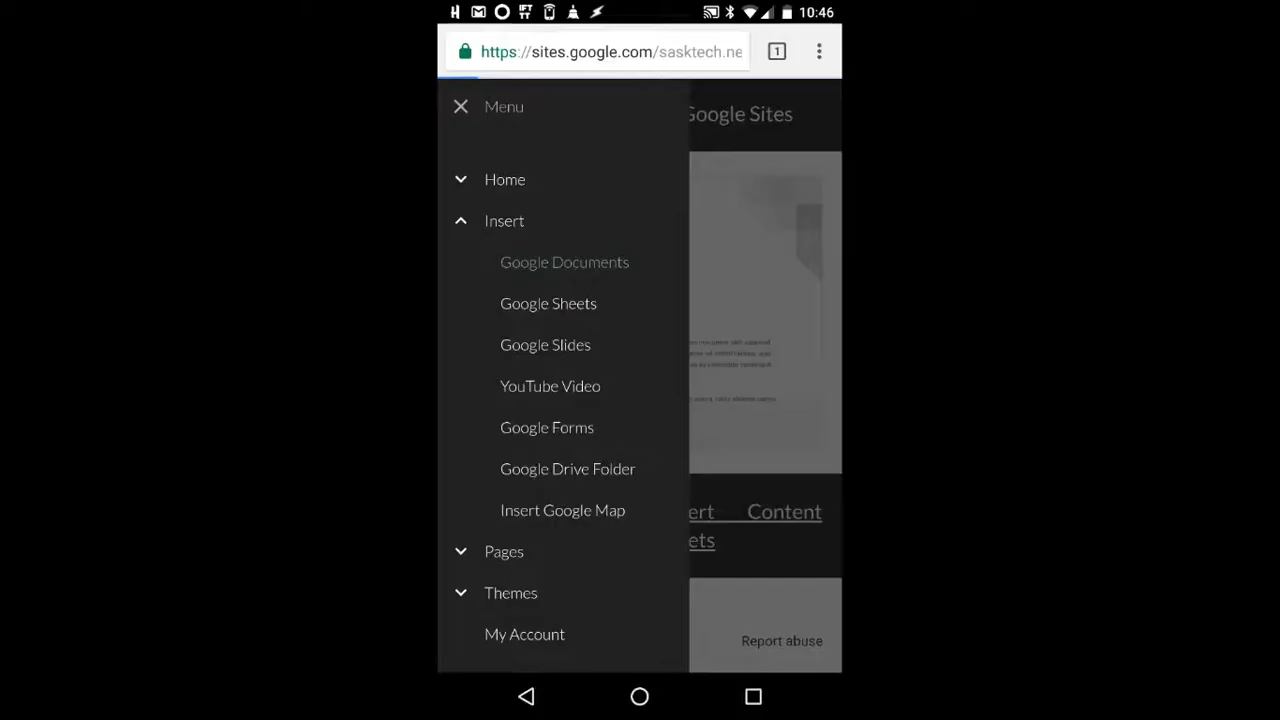 10:46
https://sites.google.com/sasktech.ne
1
Menu
Google Sites
Home
Insert
Google Documents
Google Sheets
Google Slides
YouTube Video
Google Forms
Google Drive Folder
Insert Google Map
ert Content
ets
Pages
Themes
My Account
Report abuse